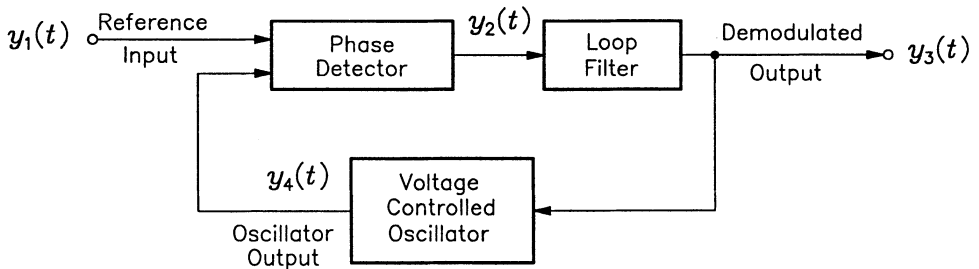 y₁(t)
Reference
Input
Phase
Detector
y₂(t)
Loop
Filter
Demodulated
Output
y₃(t)
y₄(t)
Oscillator
Output
Voltage
Controlled
Oscillator